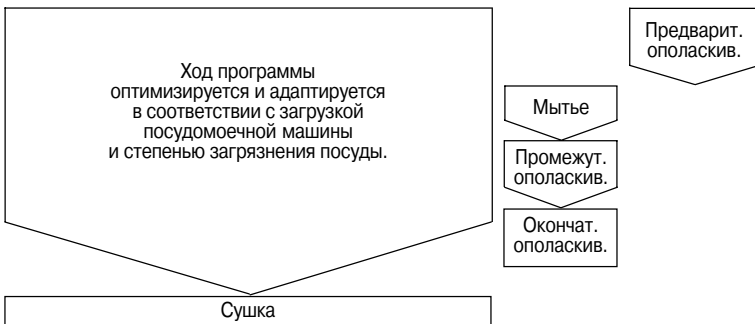 Ход программы
оптимизируется и адаптируется
в соответствии с загрузкой
посудомоечной машины
и степенью загрязнения посуды.
Сушка
Мытье
Промежут.
ополаскив.
Окончат.
ополаскив.
Предварит.
ополаскив.